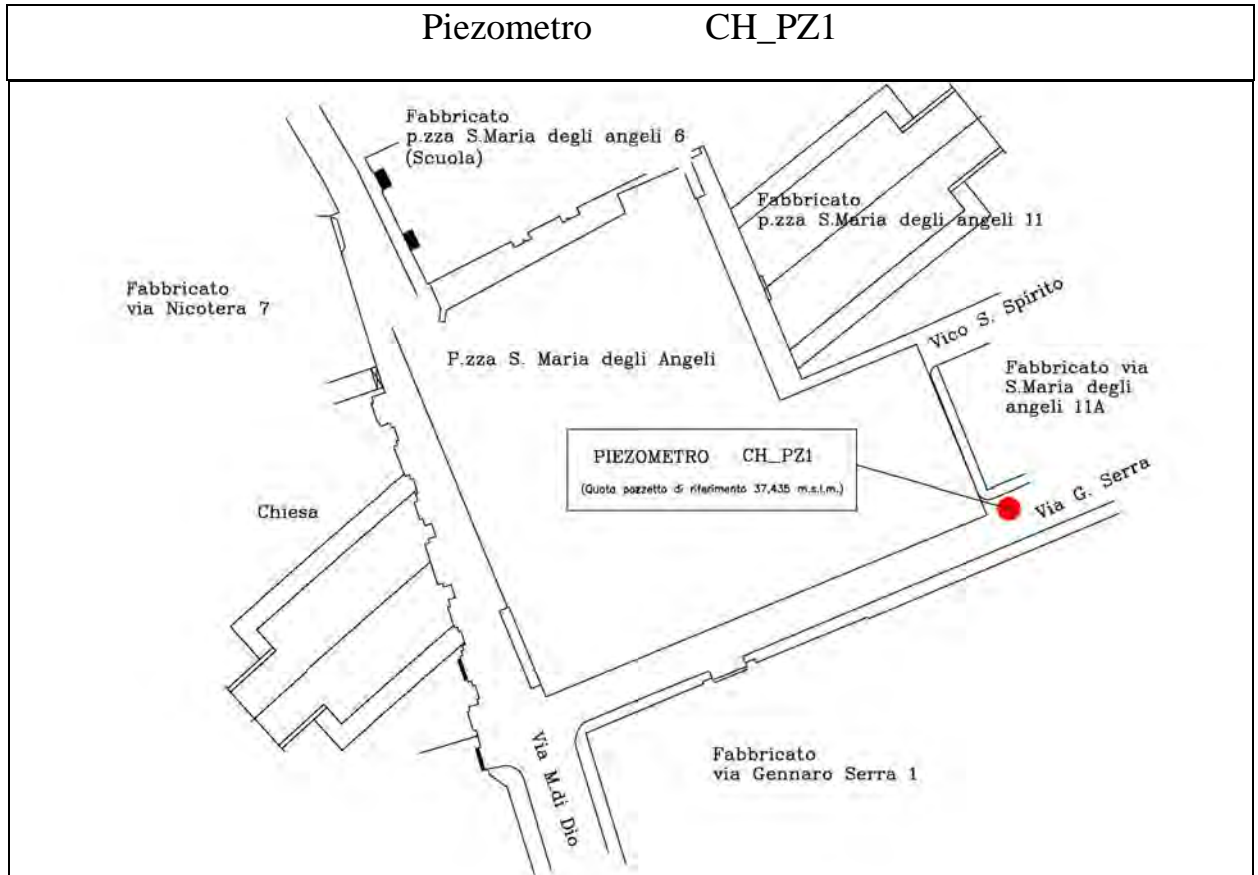 Piezometro CH_PZ1
Fabbricato
p.zza S.Maria degli angeli 6
(Scuola)
Fabbricato
p.zza S.Maria degli angeli 11
Fabbricato
via Nicotera 7
Vico S. Spirito
P.zza S. Maria degli Angeli
Fabbricato via
S.Maria degli
angeli 11A
PIEZOMETRO CH_PZ1
(Quota pozzetto di riferimento 37,435 m.s.l.m.)
Via G. Serra
Chiesa
Via M.di Dio
Fabbricato
via Gennaro Serra 1